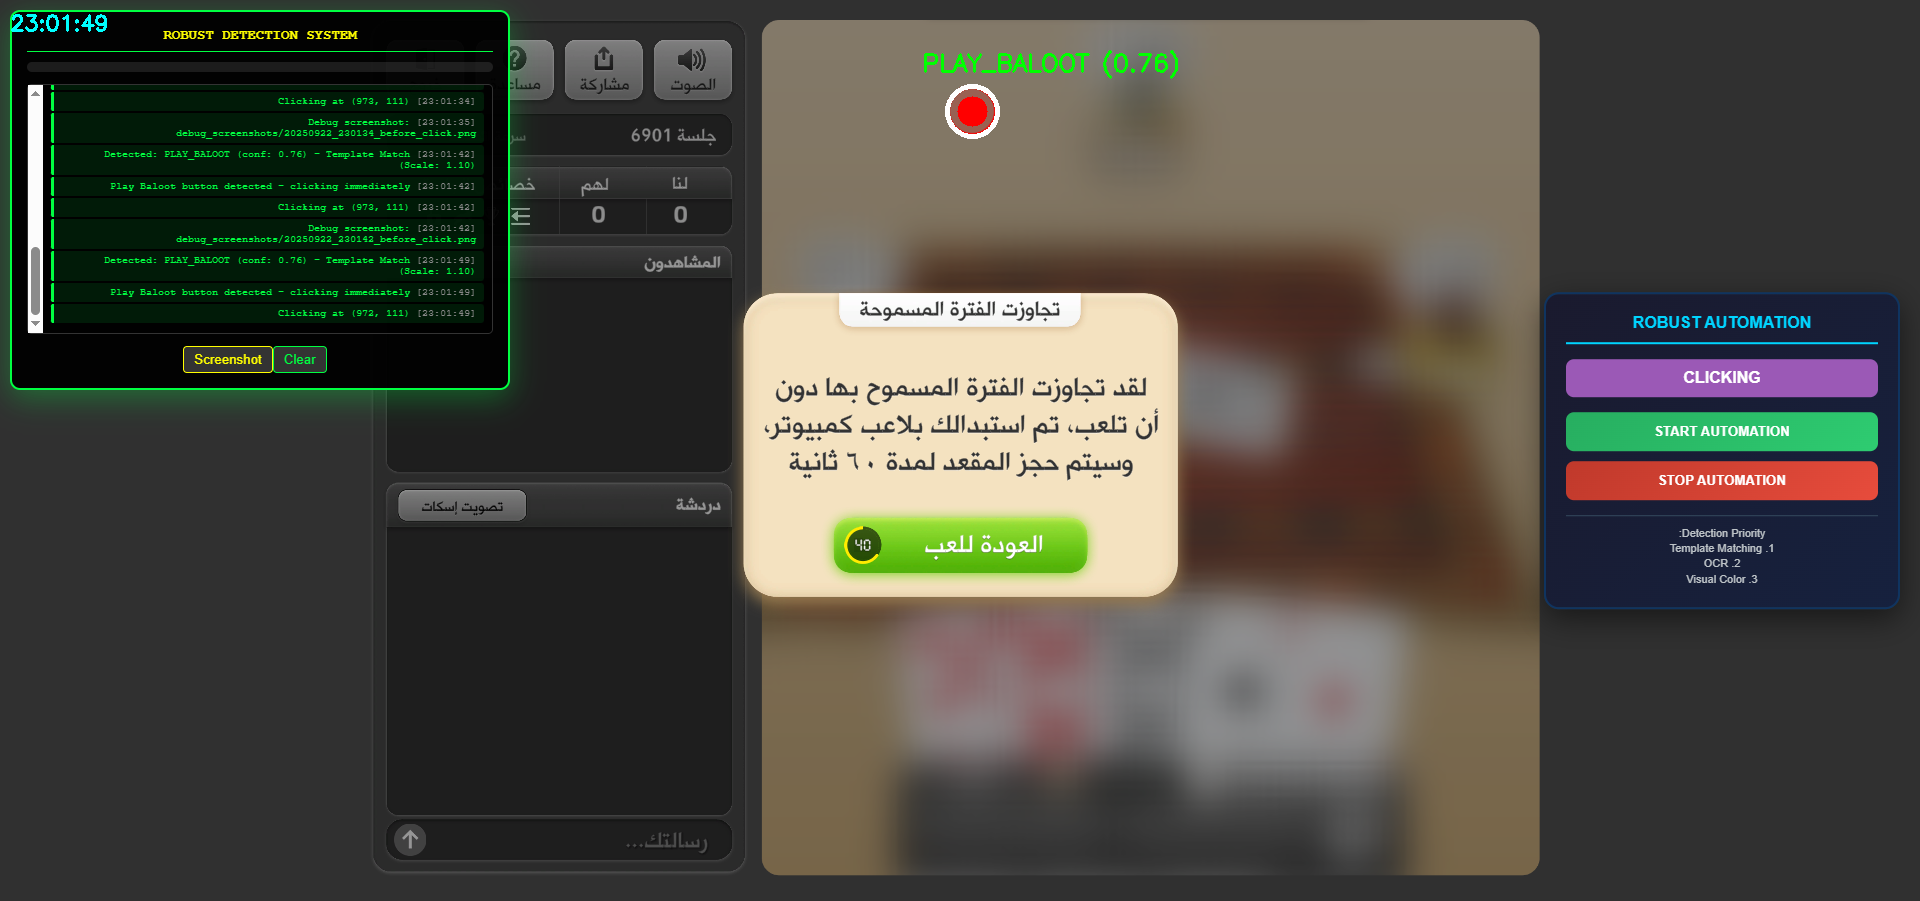 23:01:49
ROBUST DETECTION SYSTEM
Clicking at (973, 111) [23:01:34]
Debug screenshot: [23:01:35]
debug_screenshots/20250922_230134_before_click.png
Detected: PLAY_BALOOT (conf: 0.76) - Template Match [23:01:42]
(Scale: 1.10)
Play Baloot button detected - clicking immediately [23:01:42]
Clicking at (973, 111) [23:01:42]
Debug screenshot: [23:01:42]
debug_screenshots/20250922_230142_before_click.png
Detected: PLAY_BALOOT (conf: 0.76) - Template Match [23:01:49]
(Scale: 1.10)
Play Baloot button detected - clicking immediately [23:01:49]
Clicking at (972, 111) [23:01:49]
Screenshot
Clear
الصوت
مشاركة
جلسة 6901
لنا
لهم
0
0
المشاهدون
دردشة
تصويت إسكات
رسالتك...
PLAY_BALOOT (0.76)
تجاوزت الفترة المسموحة
لقد تجاوزت الفترة المسموح بها دون
أن تلعب، تم استبدالك بلاعب كمبيوتر،
وسيتم حجز المقعد لمدة ٦٠ ثانية
العودة للعب
40
ROBUST AUTOMATION
CLICKING
START AUTOMATION
STOP AUTOMATION
:Detection Priority
Template Matching .1
OCR .2
Visual Color .3